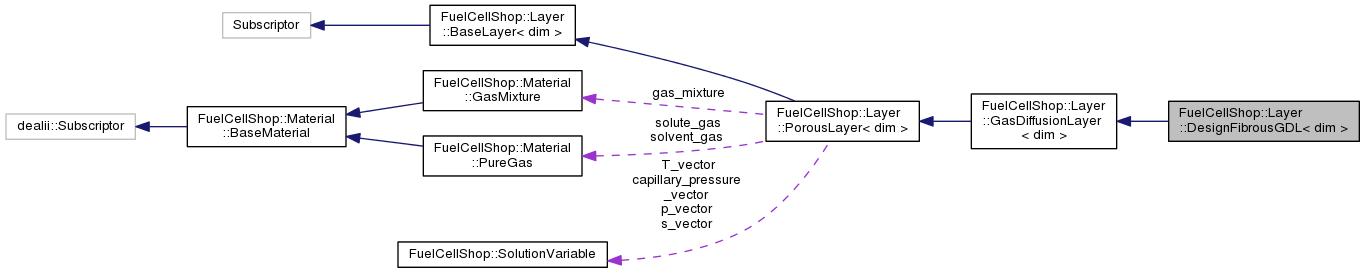 Subscriptor
FuelCellShop::Layer
::BaseLayer< dim >
dealii::Subscriptor
FuelCellShop::Material
::BaseMaterial
FuelCellShop::Material
::GasMixture
FuelCellShop::Material
::PureGas
FuelCellShop::SolutionVariable
gas_mixture
solute_gas
solvent_gas
T_vector
capillary_pressure
_vector
p_vector
s_vector
FuelCellShop::Layer
::PorousLayer< dim >
FuelCellShop::Layer
::GasDiffusionLayer
< dim >
FuelCellShop::Layer
::DesignFibrousGDL< dim >